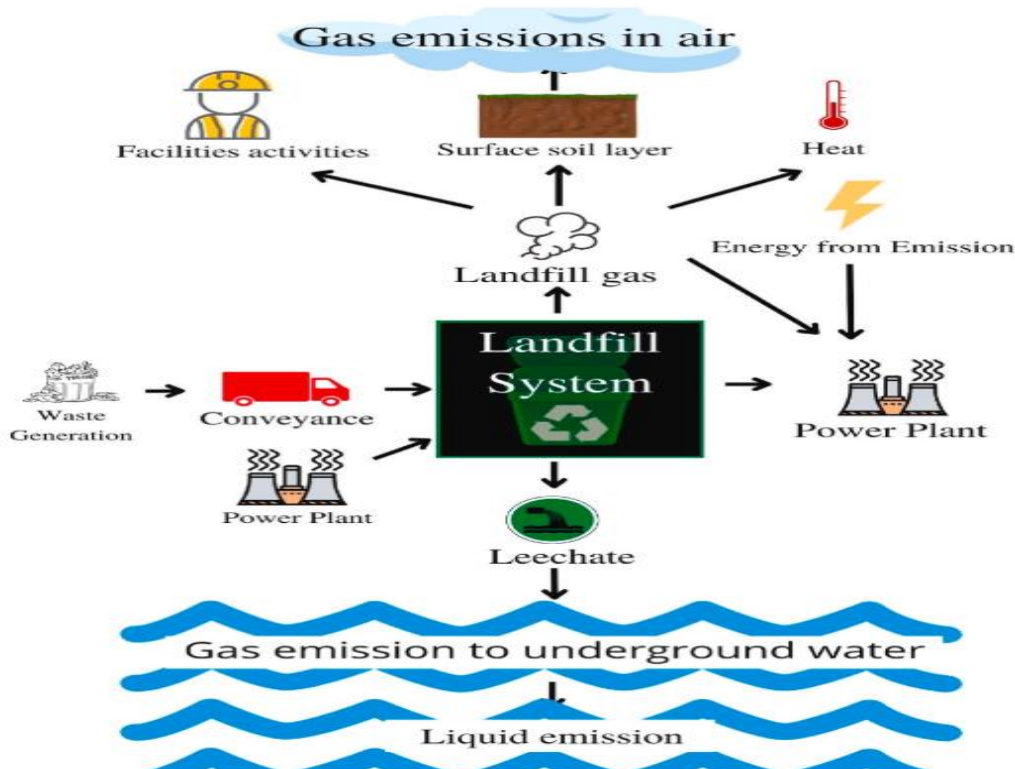 Gas emissions in air
Facilities activities
Surface soil layer
Heat
Energy from Emission
Landfill gas
Landfill
System
Waste
Generation
Conveyance
Power Plant
Power Plant
Leechate
Gas emission to underground water
Liquid emission